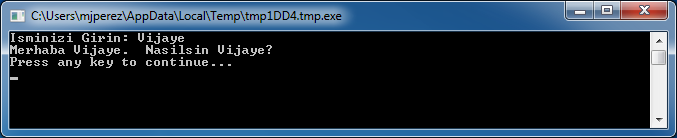 C:\Users\mjperez\AppData\Local\Temp\tmp1DD4.tmp.exe
Isminizi Girin: Vijaye
Merhaba Vijaye.  Nasilsin Vijaye?
Press any key to continue...